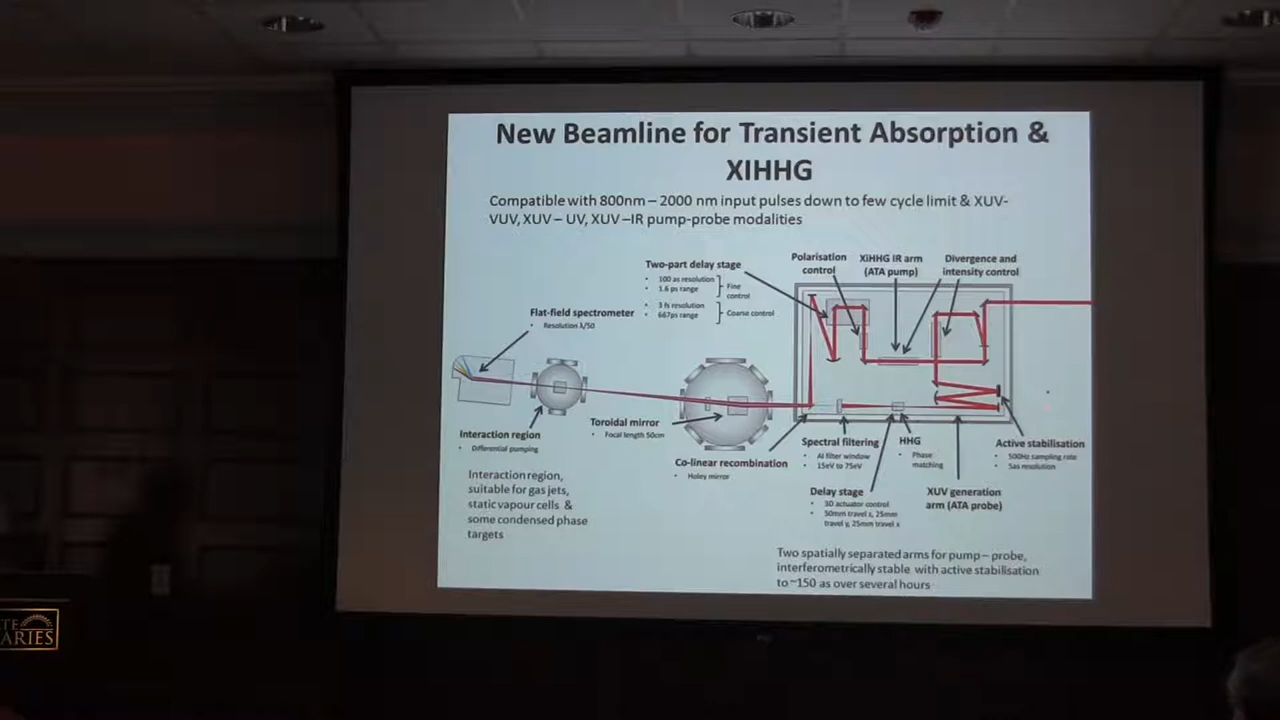 New Beamline for Transient Absorption &
XIHHG
Compatible with 800nm – 2000 nm input pulses down to few cycle limit & XUV-
VUV, XUV – UV, XUV –IR pump-probe modalities
Two-part delay stage
• 100 as resolution
• 1.6 ps range
Fine
control
• 3 fs resolution
• 667ps range
Coarse control
Polarisation
control
XIHHG IR arm
(ATA pump)
Divergence and
intensity control
Flat-field spectrometer
• Resolution λ/50
Interaction region
• Differential pumping
Toroidal mirror
• Focal length 50cm
Co-linear recombination
• Holey mirror
Spectral filtering
• Al filter window
• 15eV to 75eV
HHG
• Phase
matching
Active stabilisation
• 500Hz sampling rate
• 5as resolution
Delay stage
• 3D actuator control
• 50mm travel z, 25mm
travel y, 25mm travel x
XUV generation
arm (ATA probe)
Interaction region,
suitable for gas jets,
static vapour cells &
some condensed phase
targets
Two spatially separated arms for pump – probe,
interferometrically stable with active stabilisation
to ~150 as over several hours
TE
ARIES